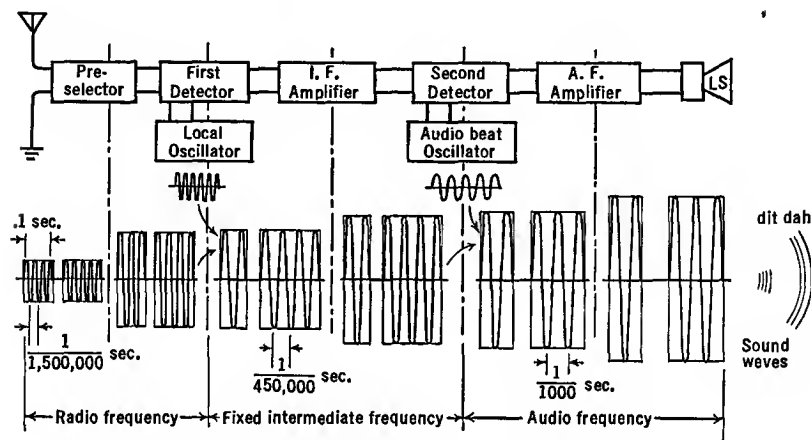 Pre-
selector
First
Detector
I. F.
Amplifier
Second
Detector
A. F.
Amplifier
LS
Local
Oscillator
Audio beat
Oscillator
.1 sec.
dit dah
1
1,500,000 sec.
1
450,000 sec.
1
1000 sec.
Sound
waves
Radio frequency
Fixed intermediate frequency
Audio frequency